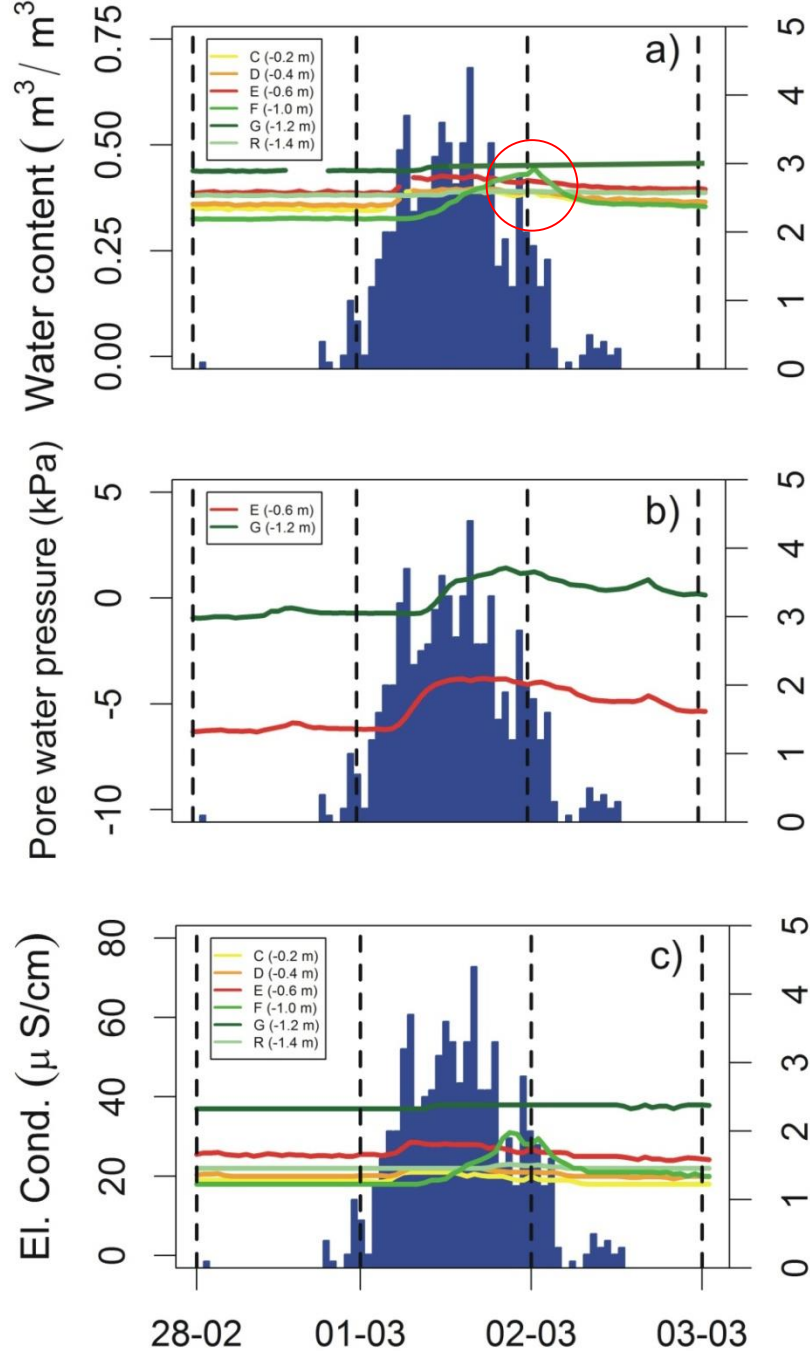 Water content ( m³ / m³
0.00 0.25 0.50 0.75
C (-0.2 m)
D (-0.4 m)
E (-0.6 m)
F (-1.0 m)
G (-1.2 m)
R (-1.4 m)
a)
0 1 2 3 4 5
Pore water pressure (kPa)
-10 -5 0 5
E (-0.6 m)
G (-1.2 m)
b)
0 1 2 3 4 5
El. Cond. (μ S/cm)
0 20 40 60 80
C (-0.2 m)
D (-0.4 m)
E (-0.6 m)
F (-1.0 m)
G (-1.2 m)
R (-1.4 m)
c)
0 1 2 3 4 5
28-02 01-03 02-03 03-03